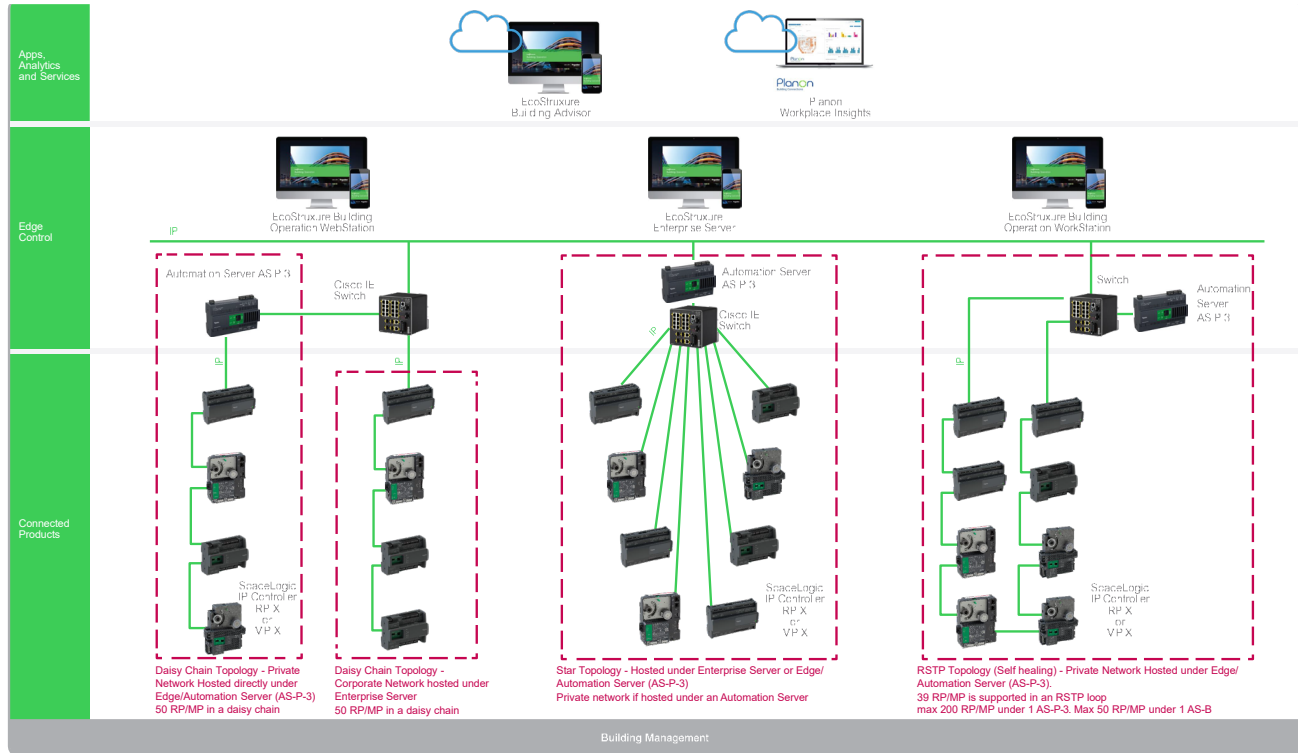 Apps,
Analytics
and Services
Planon
EcoStruxure
Building Advisor
Planon
Workplace Insights
Edge
Control
EcoStruxure Building
Operation WebStation
EcoStruxure
Enterprise Server
EcoStruxure Building
Operation WorkStation
IP
Automation Server AS-P-3
Cisco IE
Switch
Automation Server
AS-P-3
Cisco IE
Switch
IP
Switch
Automation
Server
AS-P-3
Connected
Products
IP
IP
IP
SpaceLogic
IP Controller
RP-X
or
VP-X
SpaceLogic
IP Controller
RP-X
or
VP-X
SpaceLogic
IP Controller
RP-X
or
VP-X
Daisy Chain Topology - Private
Network Hosted directly under
Edge/Automation Server (AS-P-3)
50 RP/MP in a daisy chain
Daisy Chain Topology -
Corporate Network hosted under
Enterprise Server
50 RP/MP in a daisy chain
Star Topology - Hosted under Enterprise Server or Edge/
Automation Server (AS-P-3)
Private network if hosted under an Automation Server
RSTP Topology (Self healing) - Private Network Hosted under Edge/
Automation Server (AS-P-3).
39 RP/MP is supported in an RSTP loop
max 200 RP/MP under 1 AS-P-3. Max 50 RP/MP under 1 AS-B
Building Management